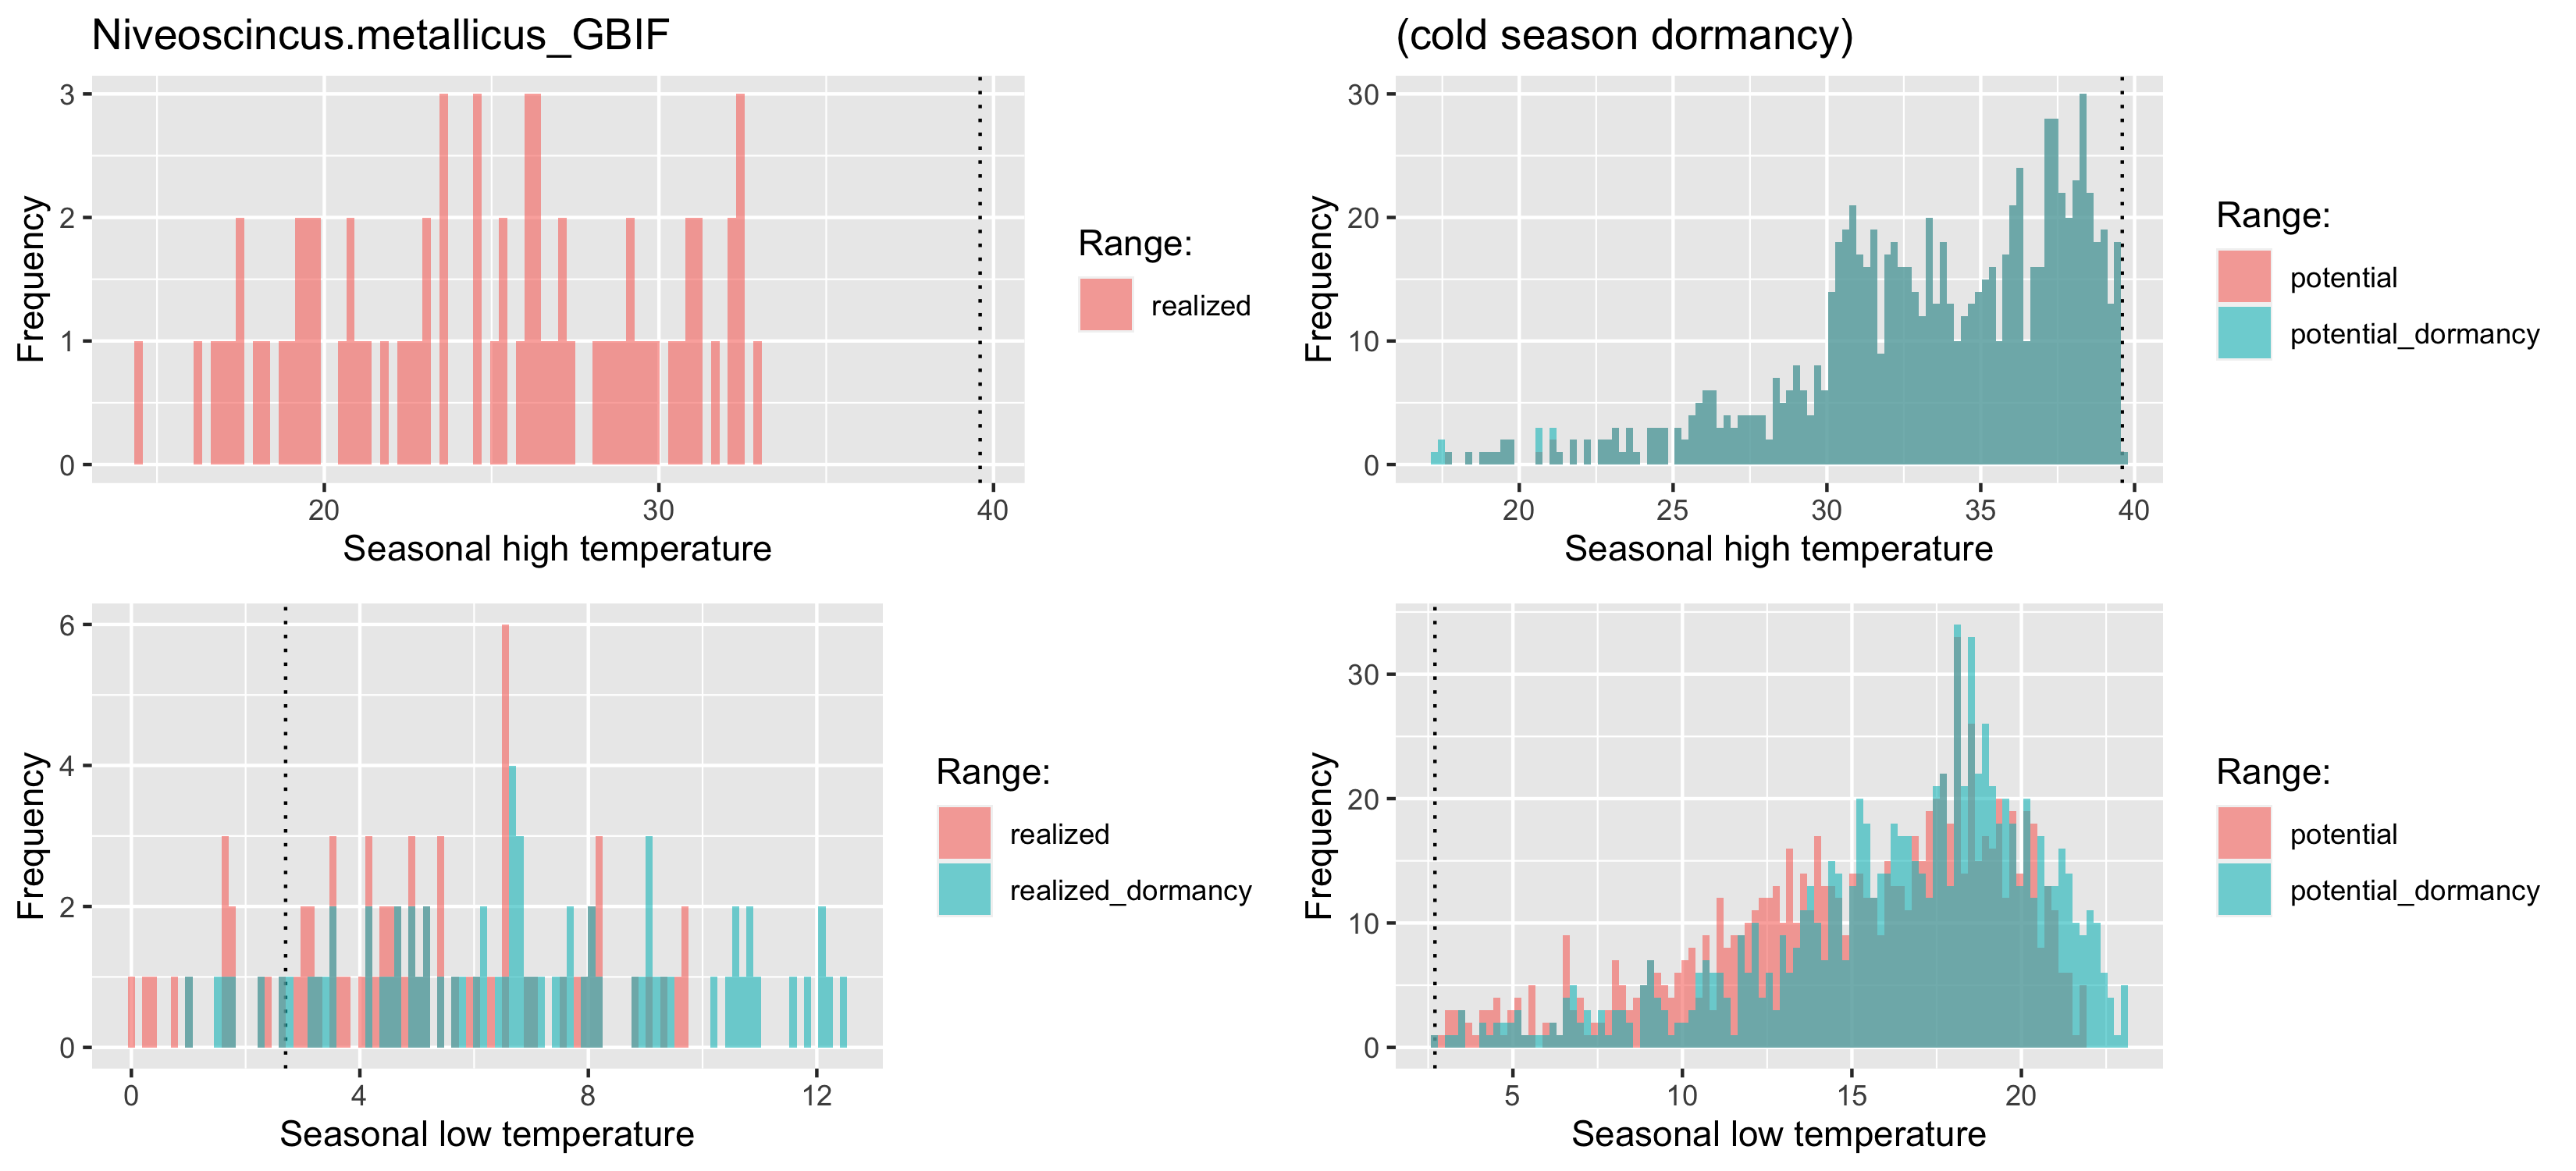 Niveoscincus.metallicus_GBIF
3
2
1
0
Frequency
20
30
40
Seasonal high temperature
Range:
realized
(cold season dormancy)
30
20
10
0
Frequency
20
25
30
35
40
Seasonal high temperature
Range:
potential
potential_dormancy
6
4
2
0
Frequency
0
4
8
12
Seasonal low temperature
Range:
realized
realized_dormancy
30
20
10
0
Frequency
5
10
15
20
Seasonal low temperature
Range:
potential
potential_dormancy